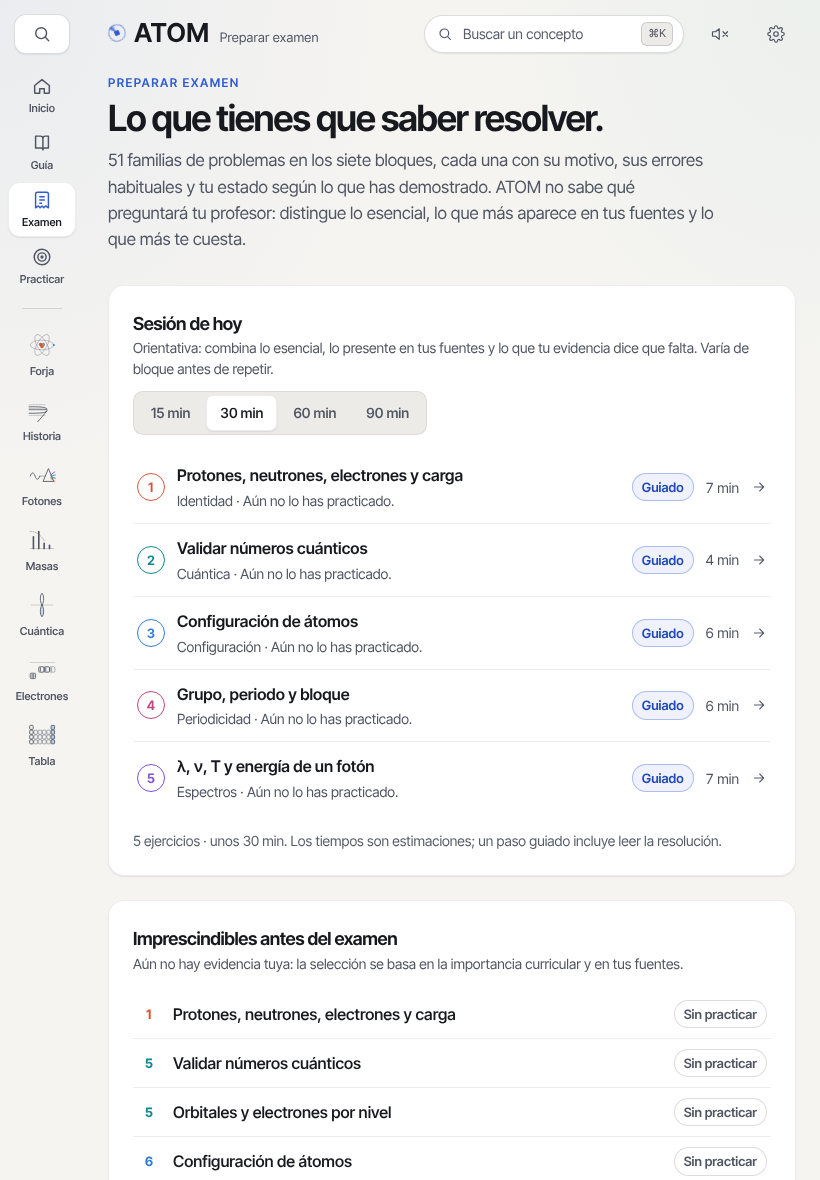 ATOM Preparar examen
Buscar un concepto ⌘K
Inicio
Guía
Examen
Practicar
Forja
Historia
Fotones
Masas
Cuántica
Electrones
Tabla
PREPARAR EXAMEN
Lo que tienes que saber resolver.
51 familias de problemas en los siete bloques, cada una con su motivo, sus errores
habituales y tu estado según lo que has demostrado. ATOM no sabe qué
preguntará tu profesor: distingue lo esencial, lo que más aparece en tus fuentes y lo
que más te cuesta.
Sesión de hoy
Orientativa: combina lo esencial, lo presente en tus fuentes y lo que tu evidencia dice que falta. Varía de
bloque antes de repetir.
15 min 30 min 60 min 90 min
1 Protones, neutrones, electrones y carga
Identidad · Aún no lo has practicado.
Guiado 7 min →
2 Validar números cuánticos
Cuántica · Aún no lo has practicado.
Guiado 4 min →
3 Configuración de átomos
Configuración · Aún no lo has practicado.
Guiado 6 min →
4 Grupo, periodo y bloque
Periodicidad · Aún no lo has practicado.
Guiado 6 min →
5 λ, ν, T y energía de un fotón
Espectros · Aún no lo has practicado.
Guiado 7 min →
5 ejercicios · unos 30 min. Los tiempos son estimaciones; un paso guiado incluye leer la resolución.
Imprescindibles antes del examen
Aún no hay evidencia tuya: la selección se basa en la importancia curricular y en tus fuentes.
1 Protones, neutrones, electrones y carga Sin practicar
5 Validar números cuánticos Sin practicar
5 Orbitales y electrones por nivel Sin practicar
6 Configuración de átomos Sin practicar